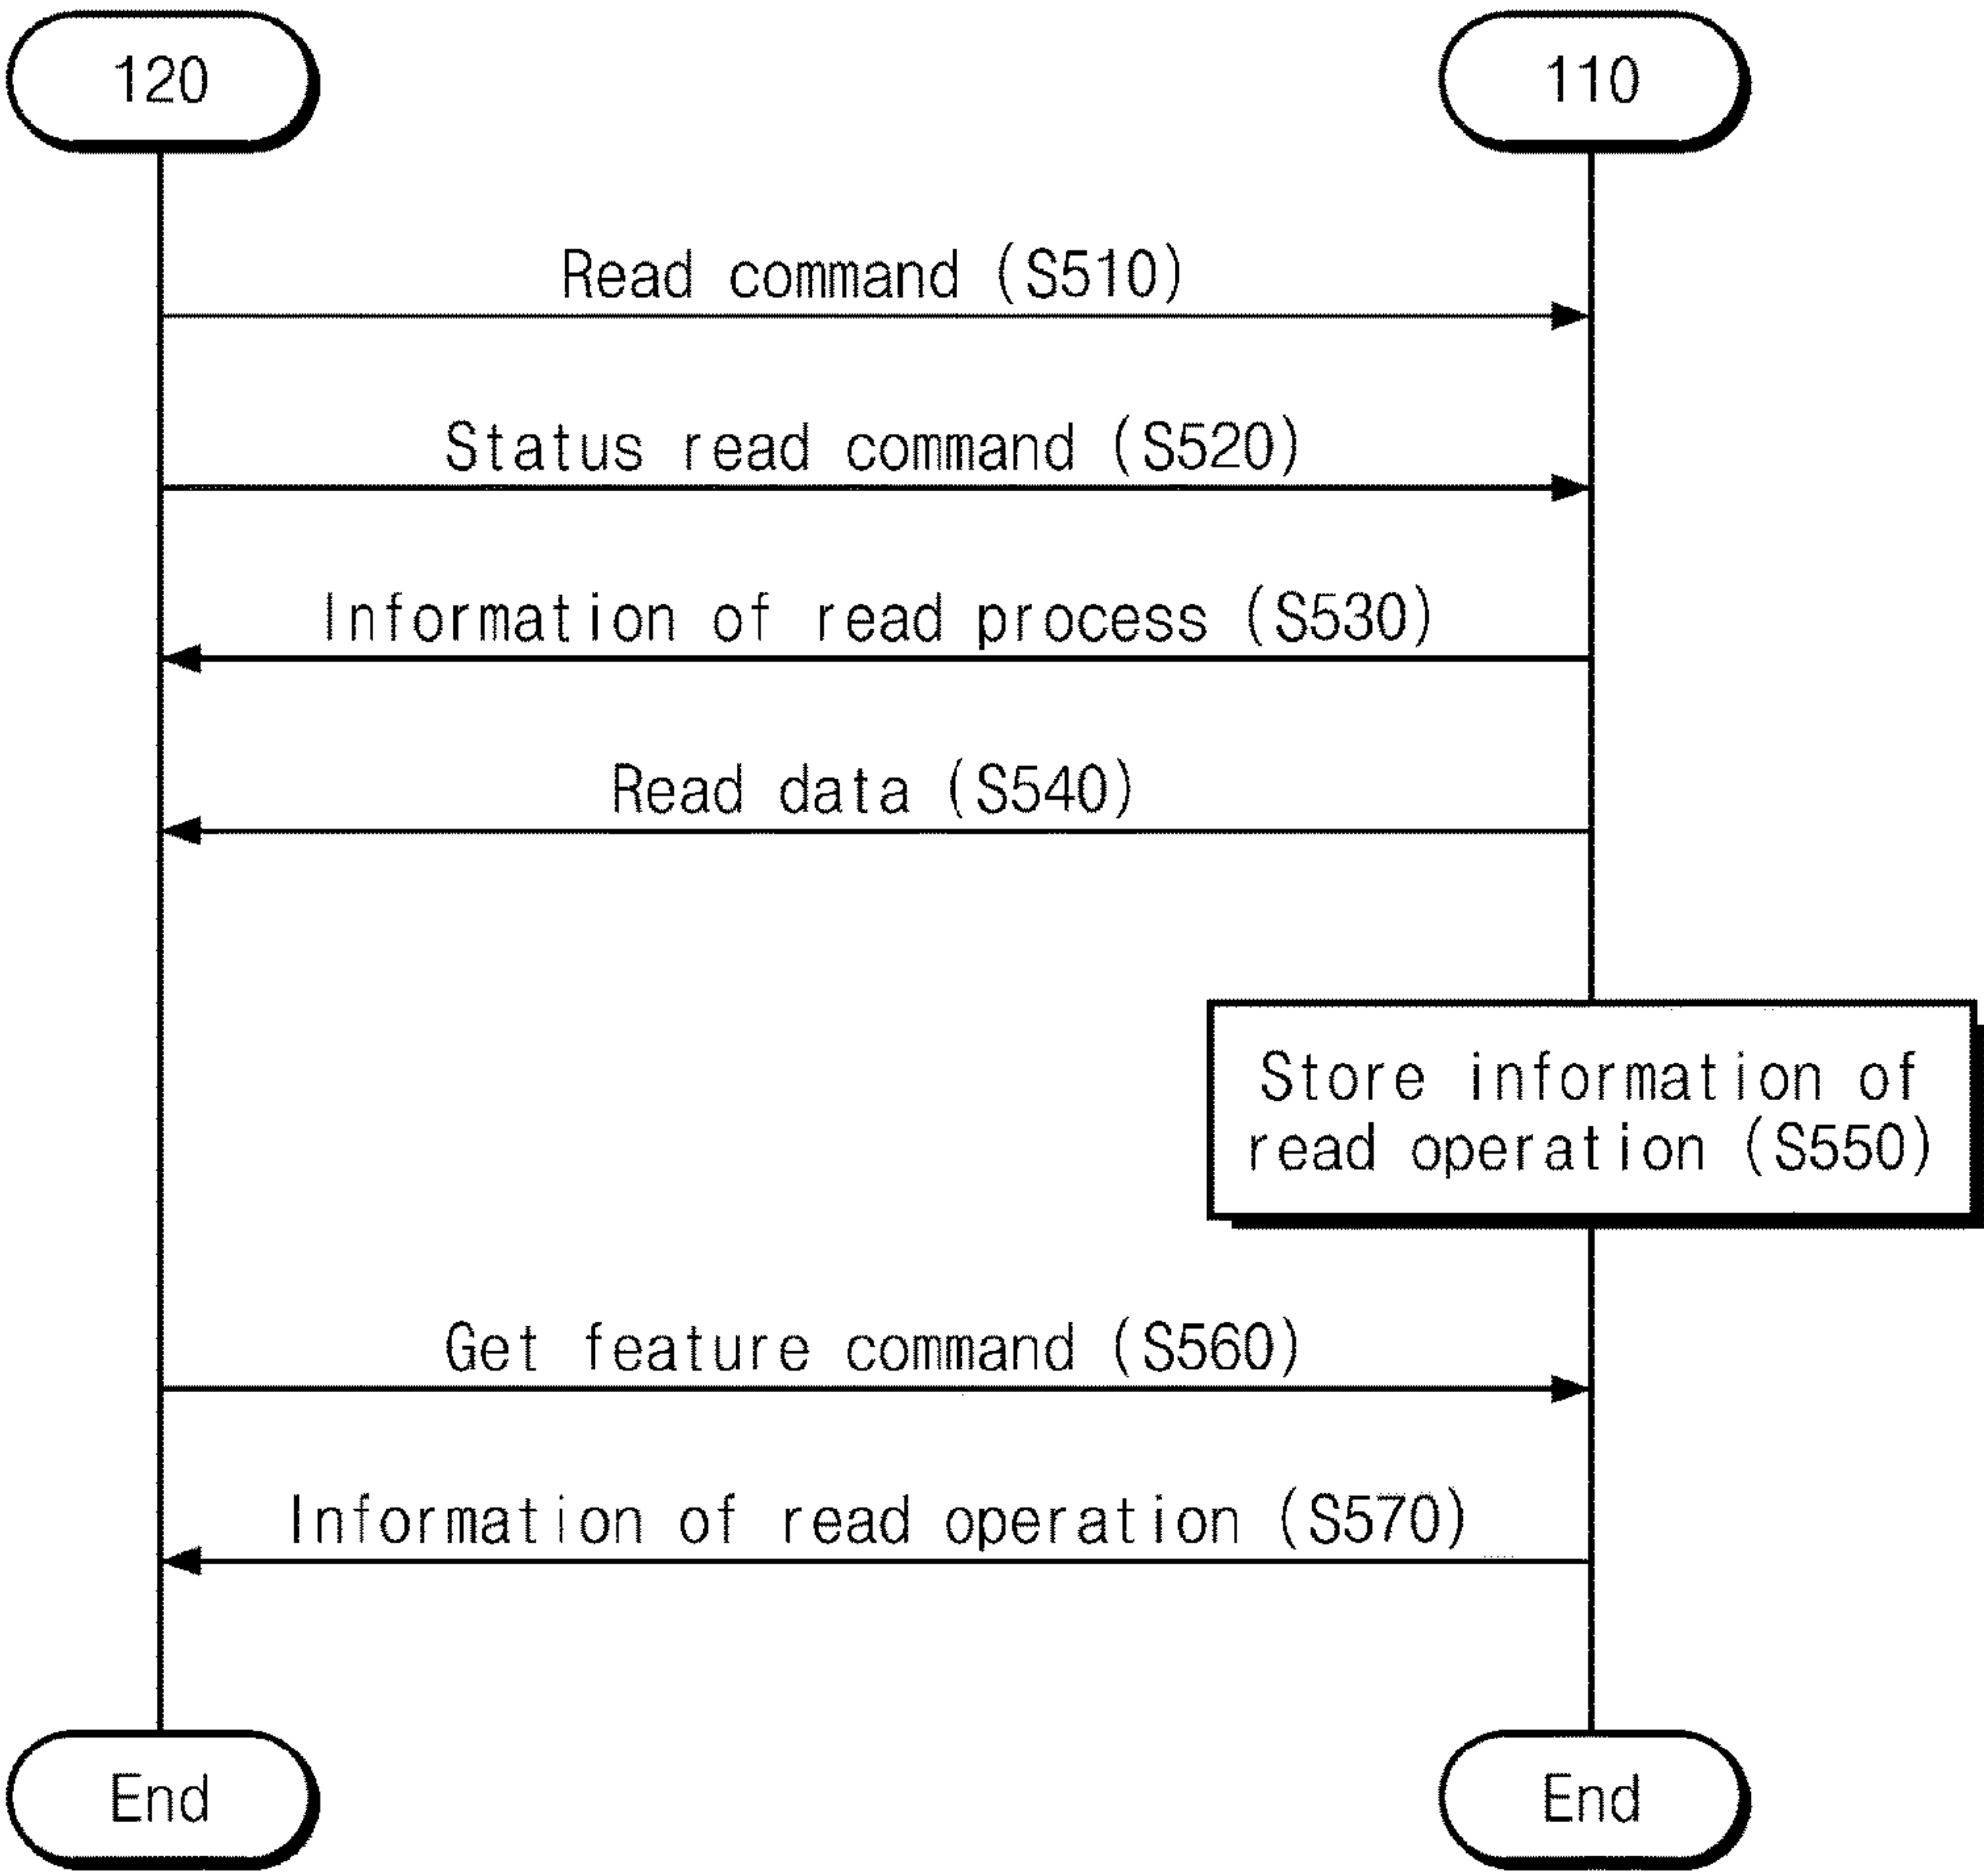 120
110
Read command (S510)
Status read command (S520)
Information of read process (S530)
Read data (S540)
Store information of
read operation (S550)
Get feature command (S560)
Information of read operation (S570)
End
End